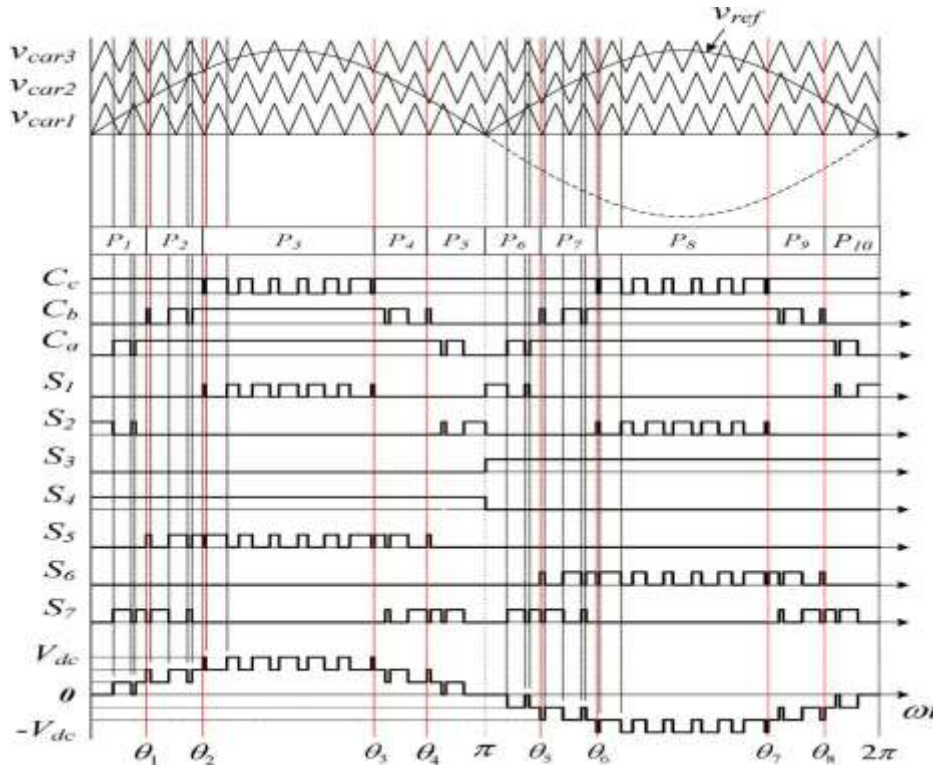 v_ref
v_car3
v_car2
v_car1
P_1 P_2 P_3 P_4 P_5 P_6 P_7 P_8 P_9 P_10
C_c
C_b
C_a
S_1
S_2
S_3
S_4
S_5
S_6
S_7
V_dc
0
-V_dc
ωt
θ_1 θ_2 θ_3 θ_4 π θ_5 θ_6 θ_7 θ_8 2π